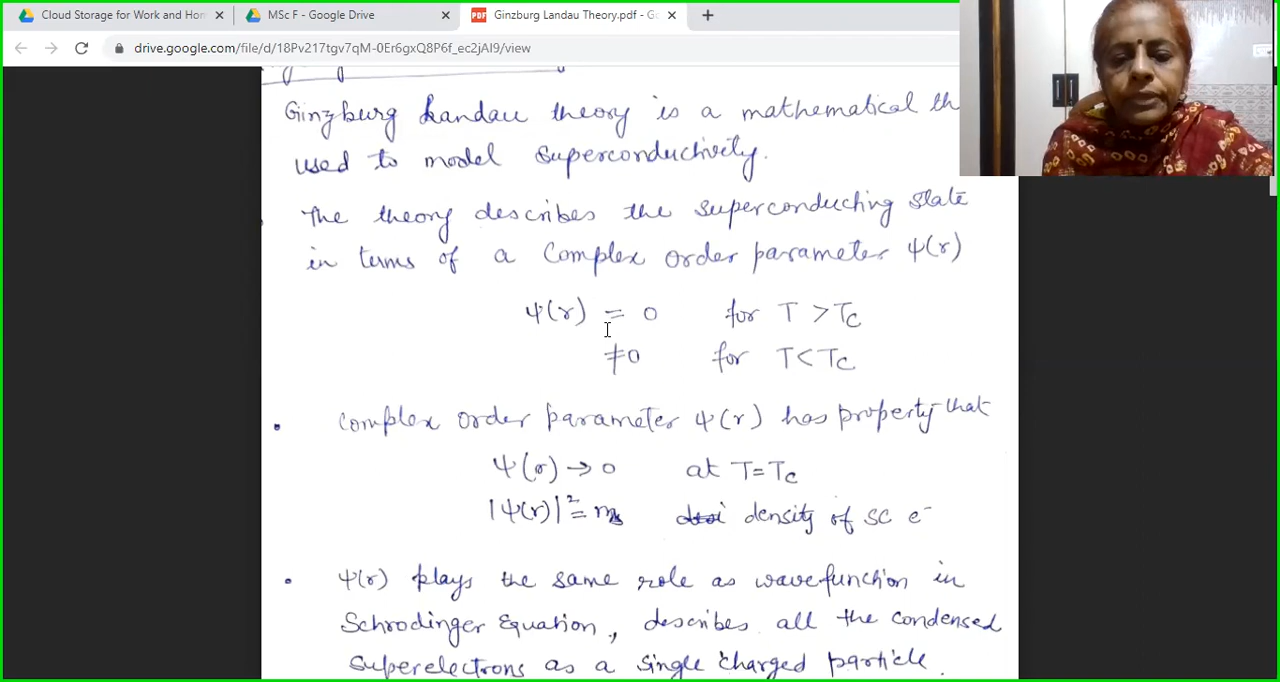 Cloud Storage for Work and Hom
MSc F - Google Drive
Ginzburg Landau Theory.pdf - G
drive.google.com/file/d/18Pv217tgv7qM-0Er6gxQ8P6f_ec2jAI9/view
Ginzburg Landau theory is a mathematical th
used to model superconductivity.
The theory describes the superconducting state
in terms of a Complex Order parameter Ψ(r)
Ψ(r) = 0 for T > Tc
≠0 for T < Tc
• Complex Order parameter Ψ(r) has property that
Ψ(r) → 0 at T = Tc
|Ψ(r)|² = ns density of SC e⁻
• Ψ(r) plays the same role as wavefunction in
Schrodinger Equation, describes all the condensed
superelectrons as a single charged particle.